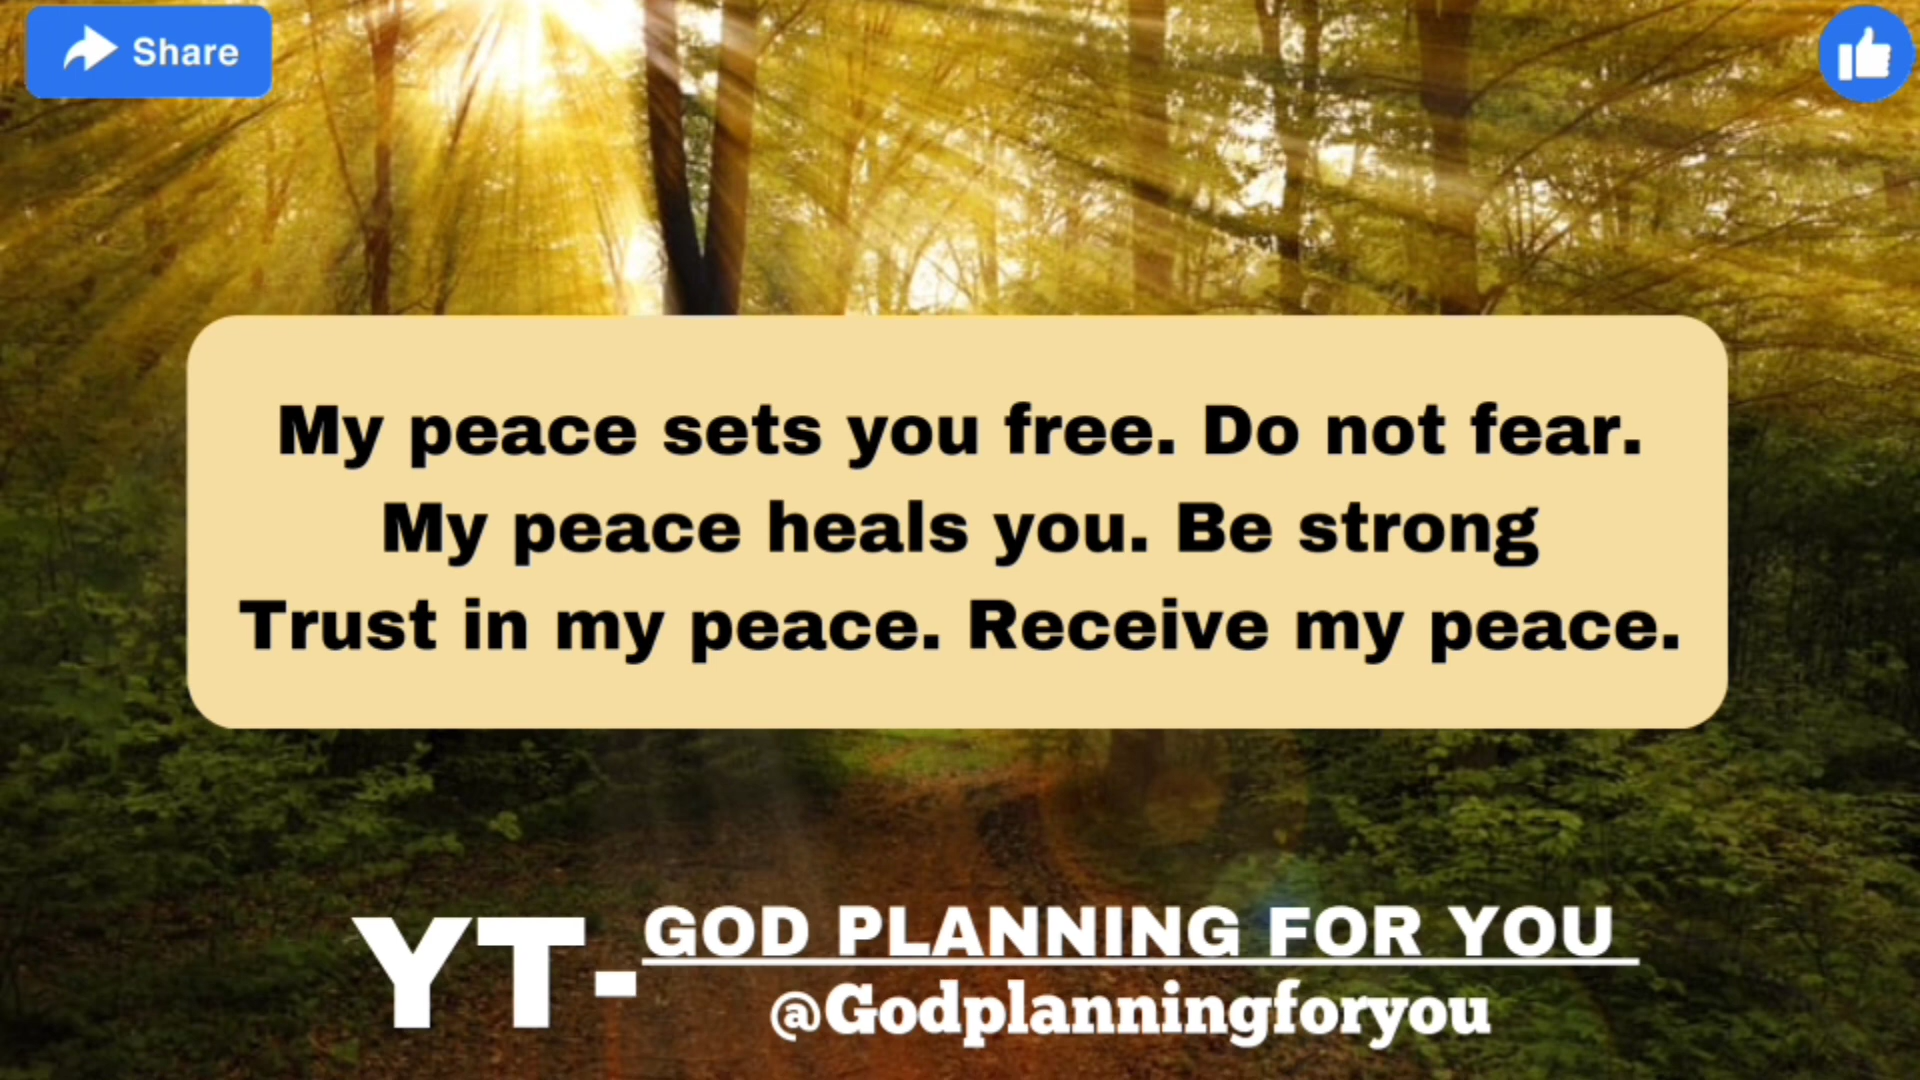 Share
My peace sets you free. Do not fear.
My peace heals you. Be strong
Trust in my peace. Receive my peace.
YT- GOD PLANNING FOR YOU
@Godplanningforyou